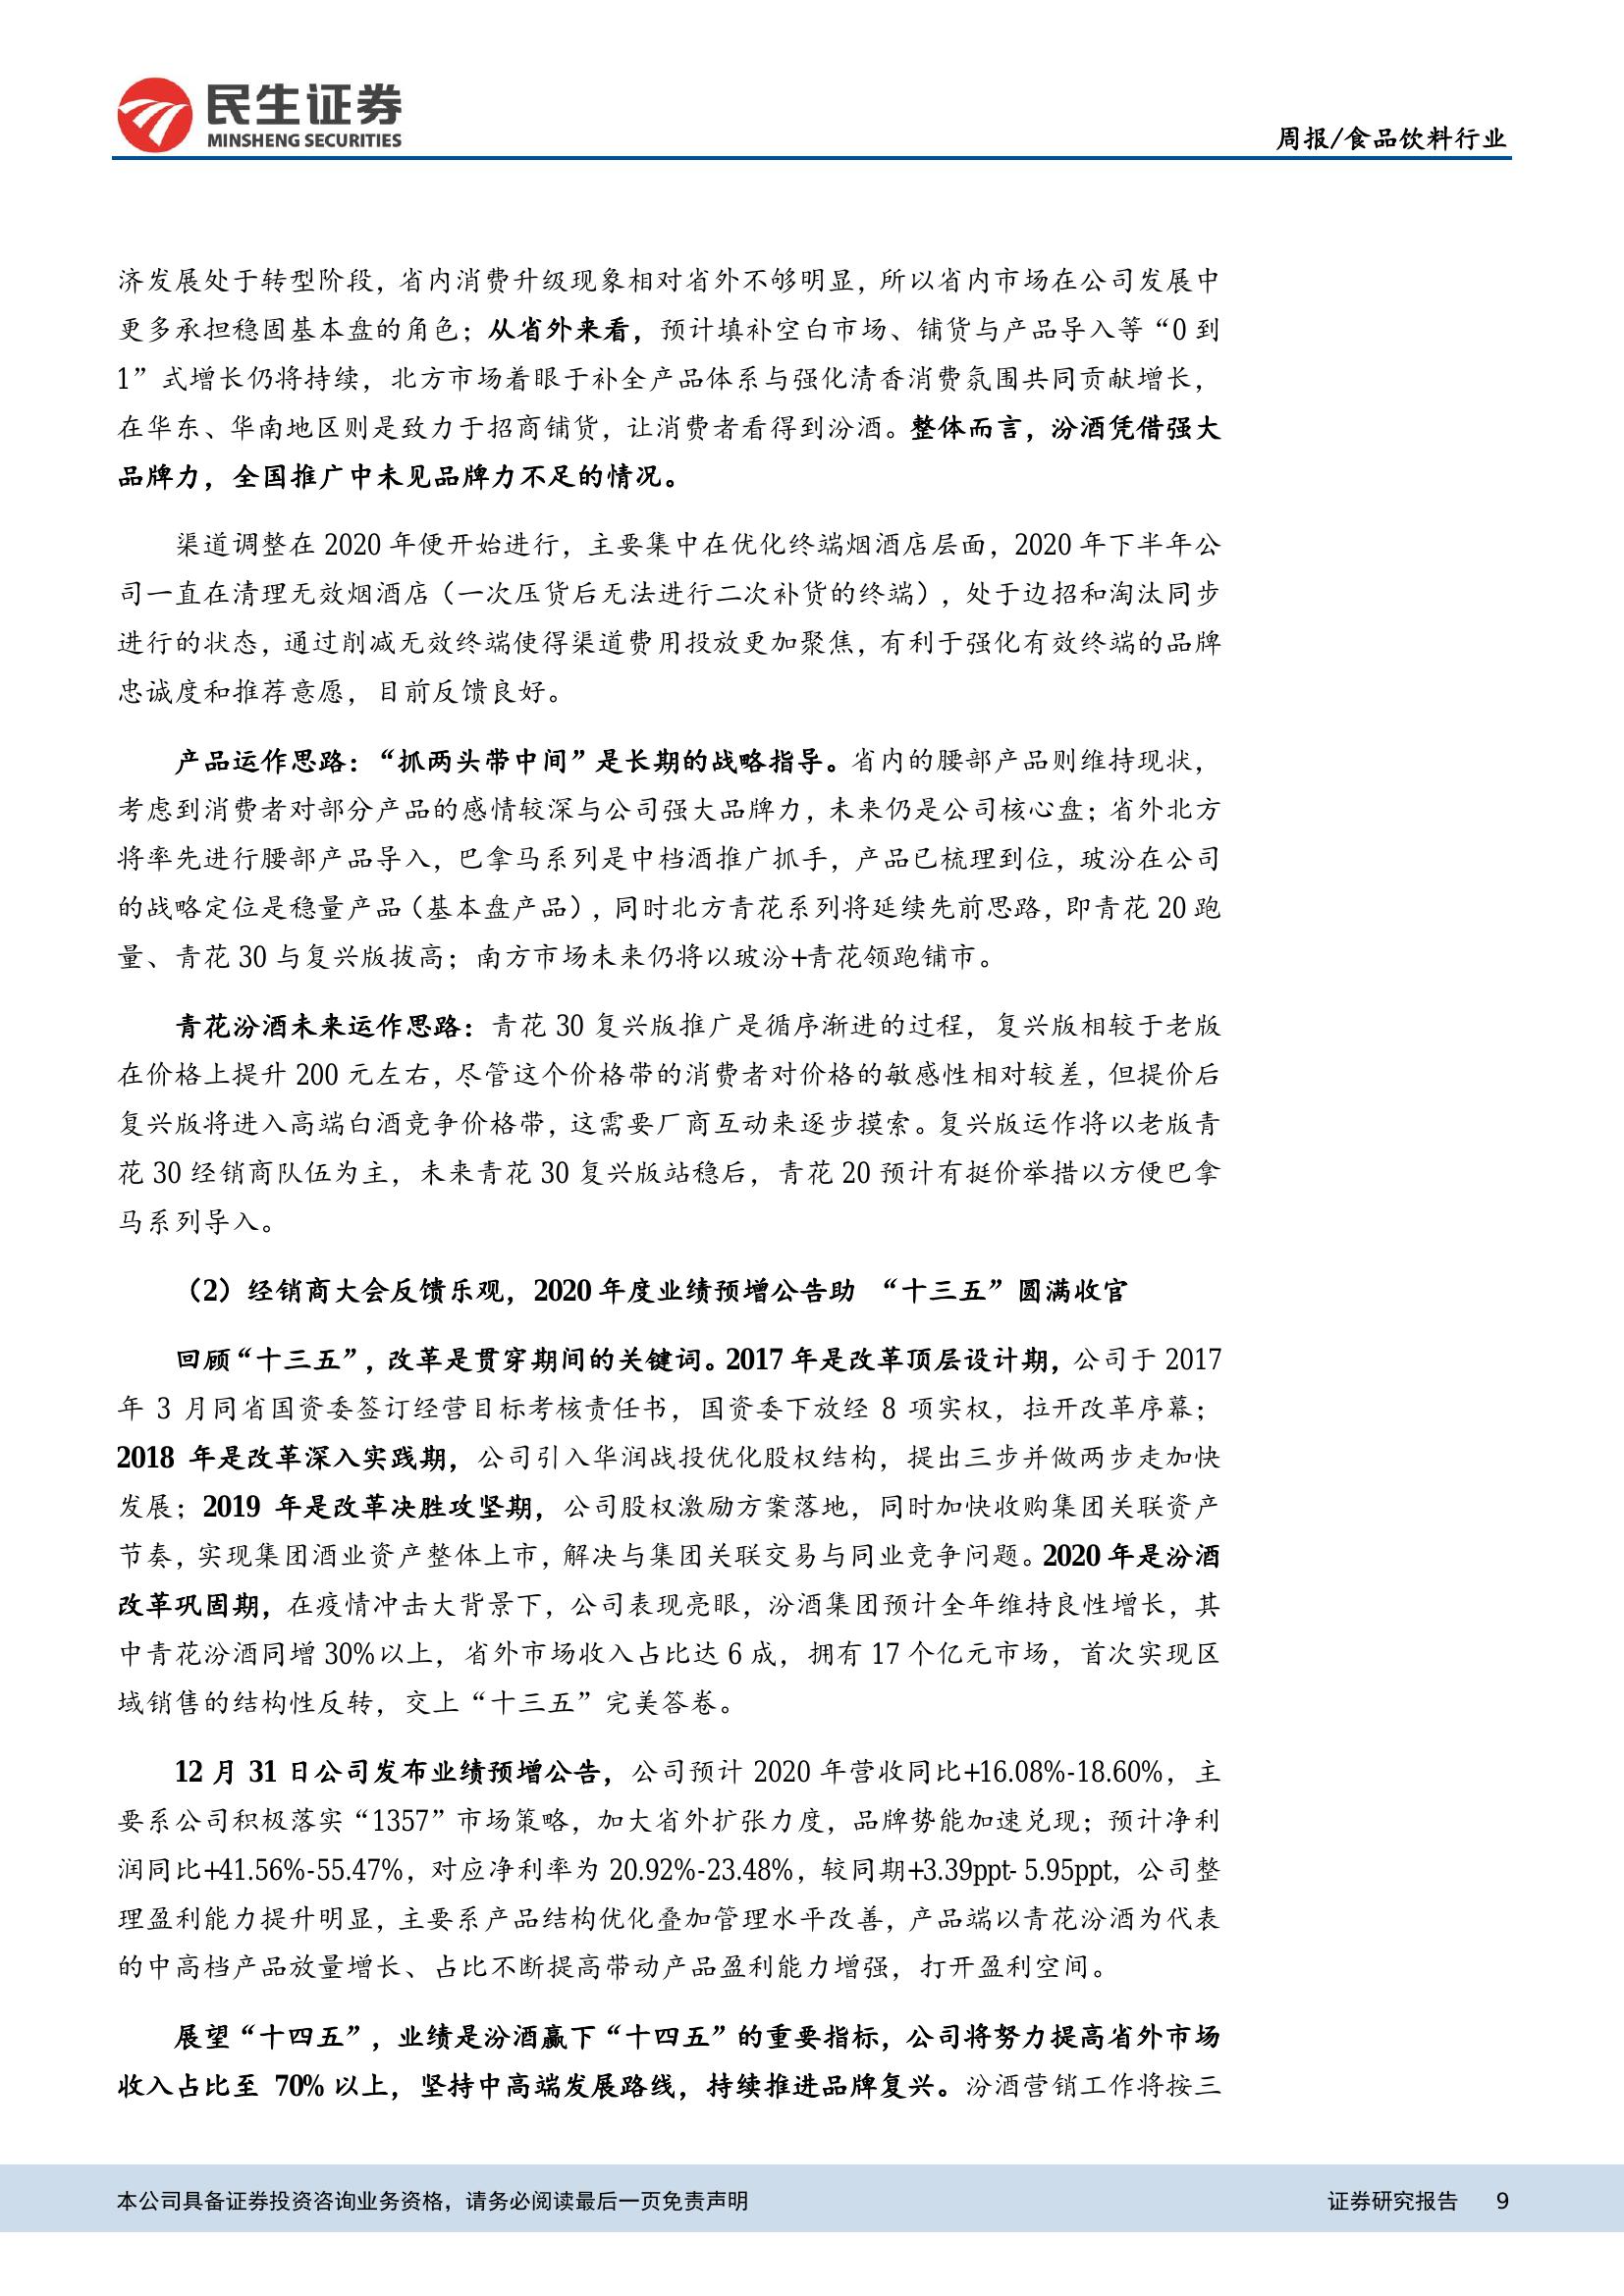 民生证券
MINSHENG SECURITIES
周报/食品饮料行业
济发展处于转型阶段，省内消费升级现象相对省外不够明显，所以省内市场在公司发展中
更多承担稳固基本盘的角色；从省外来看，预计填补空白市场、铺货与产品导入等“0 到
1”式增长仍将持续，北方市场着眼于补全产品体系与强化清香消费氛围共同贡献增长，
在华东、华南地区则是致力于招商铺货，让消费者看得到汾酒。整体而言，汾酒凭借强大
品牌力，全国推广中未见品牌力不足的情况。
渠道调整在 2020 年便开始进行，主要集中在优化终端烟酒店层面，2020 年下半年公
司一直在清理无效烟酒店（一次压货后无法进行二次补货的终端），处于边招和淘汰同步
进行的状态，通过削减无效终端使得渠道费用投放更加聚焦，有利于强化有效终端的品牌
忠诚度和推荐意愿，目前反馈良好。
产品运作思路：“抓两头带中间”是长期的战略指导。省内的腰部产品则维持现状，
考虑到消费者对部分产品的感情较深与公司强大品牌力，未来仍是公司核心盘；省外北方
将率先进行腰部产品导入，巴拿马系列是中档酒推广抓手，产品已梳理到位，玻汾在公司
的战略定位是稳量产品（基本盘产品），同时北方青花系列将延续先前思路，即青花 20 跑
量、青花 30 与复兴版拔高；南方市场未来仍将以玻汾+青花领跑铺市。
青花汾酒未来运作思路：青花 30 复兴版推广是循序渐进的过程，复兴版相较于老版
在价格上提升 200 元左右，尽管这个价格带的消费者对价格的敏感性相对较差，但提价后
复兴版将进入高端白酒竞争价格带，这需要厂商互动来逐步摸索。复兴版运作将以老版青
花 30 经销商队伍为主，未来青花 30 复兴版站稳后，青花 20 预计有挺价举措以方便巴拿
马系列导入。
（2）经销商大会反馈乐观，2020 年度业绩预增公告助 “十三五”圆满收官
回顾“十三五”，改革是贯穿期间的关键词。2017 年是改革顶层设计期，公司于 2017
年 3 月同省国资委签订经营目标考核责任书，国资委下放经 8 项实权，拉开改革序幕；
2018 年是改革深入实践期，公司引入华润战投优化股权结构，提出三步并做两步走加快
发展；2019 年是改革决胜攻坚期，公司股权激励方案落地，同时加快收购集团关联资产
节奏，实现集团酒业资产整体上市，解决与集团关联交易与同业竞争问题。2020 年是汾酒
改革巩固期，在疫情冲击大背景下，公司表现亮眼，汾酒集团预计全年维持良性增长，其
中青花汾酒同增 30%以上，省外市场收入占比达 6 成，拥有 17 个亿元市场，首次实现区
域销售的结构性反转，交上“十三五”完美答卷。
12 月 31 日公司发布业绩预增公告，公司预计 2020 年营收同比+16.08%-18.60%，主
要系公司积极落实“1357”市场策略，加大省外扩张力度，品牌势能加速兑现；预计净利
润同比+41.56%-55.47%，对应净利率为 20.92%-23.48%，较同期+3.39ppt- 5.95ppt，公司整
理盈利能力提升明显，主要系产品结构优化叠加管理水平改善，产品端以青花汾酒为代表
的中高档产品放量增长、占比不断提高带动产品盈利能力增强，打开盈利空间。
展望“十四五”，业绩是汾酒赢下“十四五”的重要指标，公司将努力提高省外市场
收入占比至 70%以上，坚持中高端发展路线，持续推进品牌复兴。汾酒营销工作将按三
本公司具备证券投资咨询业务资格，请务必阅读最后一页免责声明
证券研究报告 9